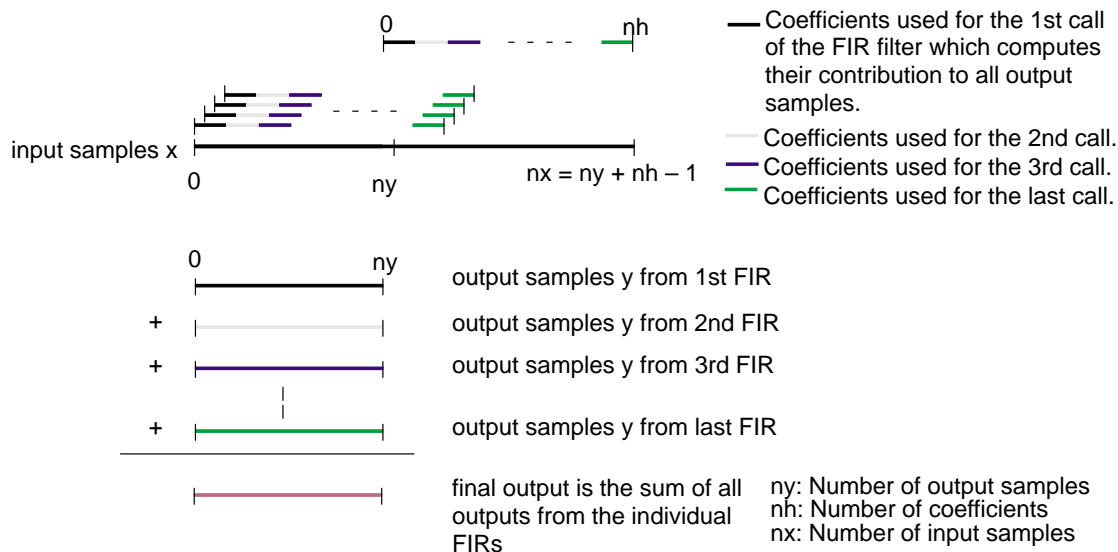 0
nh
Coefficients used for the 1st call
of the FIR filter which computes
their contribution to all output
samples.
Coefficients used for the 2nd call.
Coefficients used for the 3rd call.
Coefficients used for the last call.
input samples x
0
ny
nx = ny + nh – 1
0
ny
output samples y from 1st FIR
+
output samples y from 2nd FIR
+
output samples y from 3rd FIR
+
output samples y from last FIR
final output is the sum of all
outputs from the individual
FIRs
ny: Number of output samples
nh: Number of coefficients
nx: Number of input samples